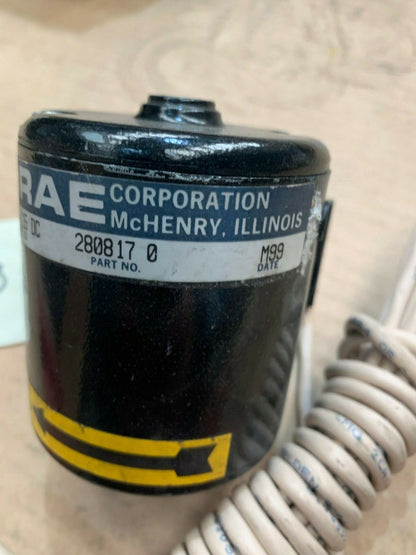 RAE CORPORATION
McHENRY, ILLINOIS
DC 280817 0 M99
PART NO. DATE